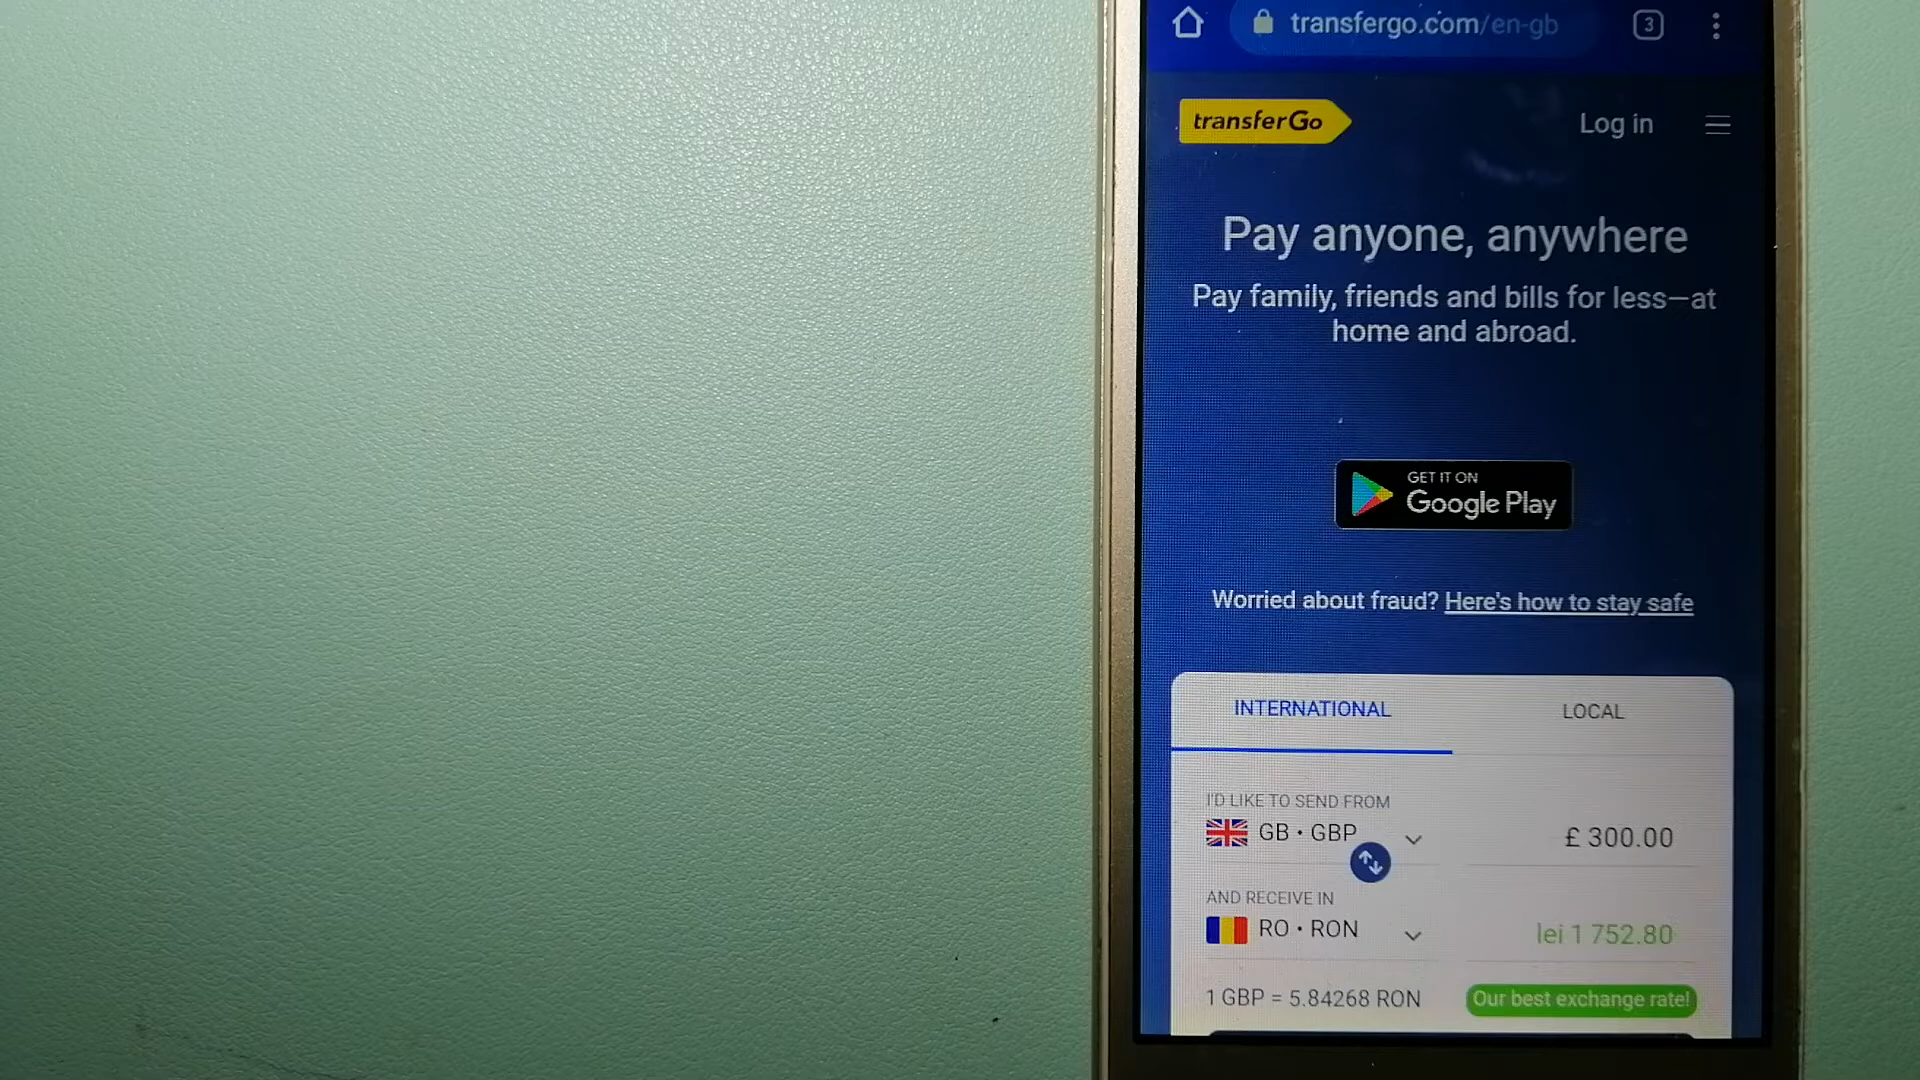 transfergo.com/en-gb
3
transferGo
Log in
Pay anyone, anywhere
Pay family, friends and bills for less—at
home and abroad.
GET IT ON
Google Play
Worried about fraud? Here's how to stay safe
INTERNATIONAL
LOCAL
I'D LIKE TO SEND FROM
GB • GBP
£ 300.00
AND RECEIVE IN
RO • RON
lei 1 752.80
1 GBP = 5.84268 RON
Our best exchange rate!